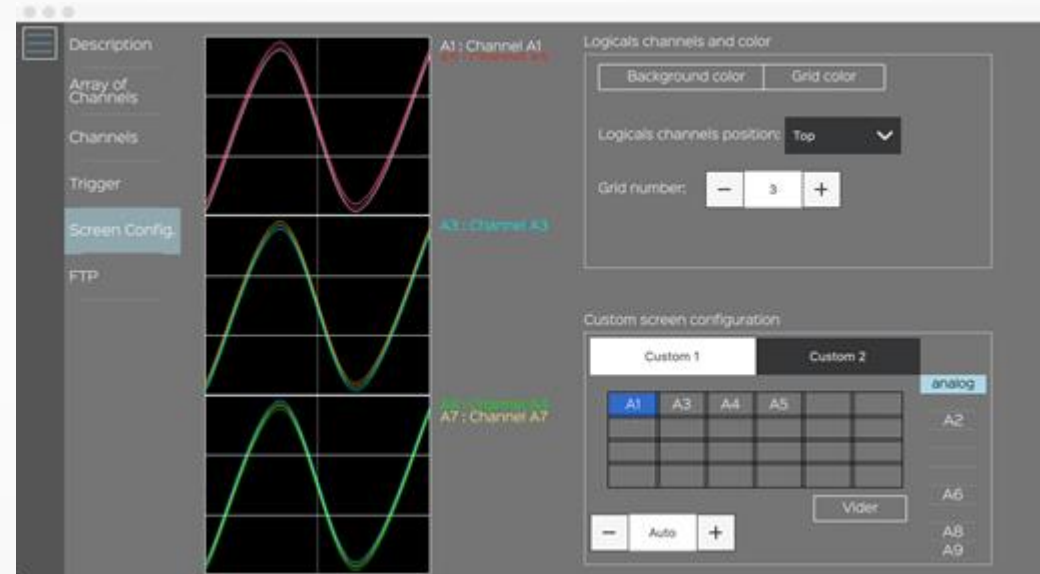 Description
Array of
Channels
Channels
Trigger
Screen Config.
FTP
A1 : Channel A1
A3 : Channel A3
A7 : Channel A7
Logicals channels and color
Background color
Grid color
Logicals channels position:
Top
Grid number:
−
3
+
Custom screen configuration
Custom 1
Custom 2
analog
A1 A3 A4 A5
A2
A6
Vider
− Auto +
A8
A9